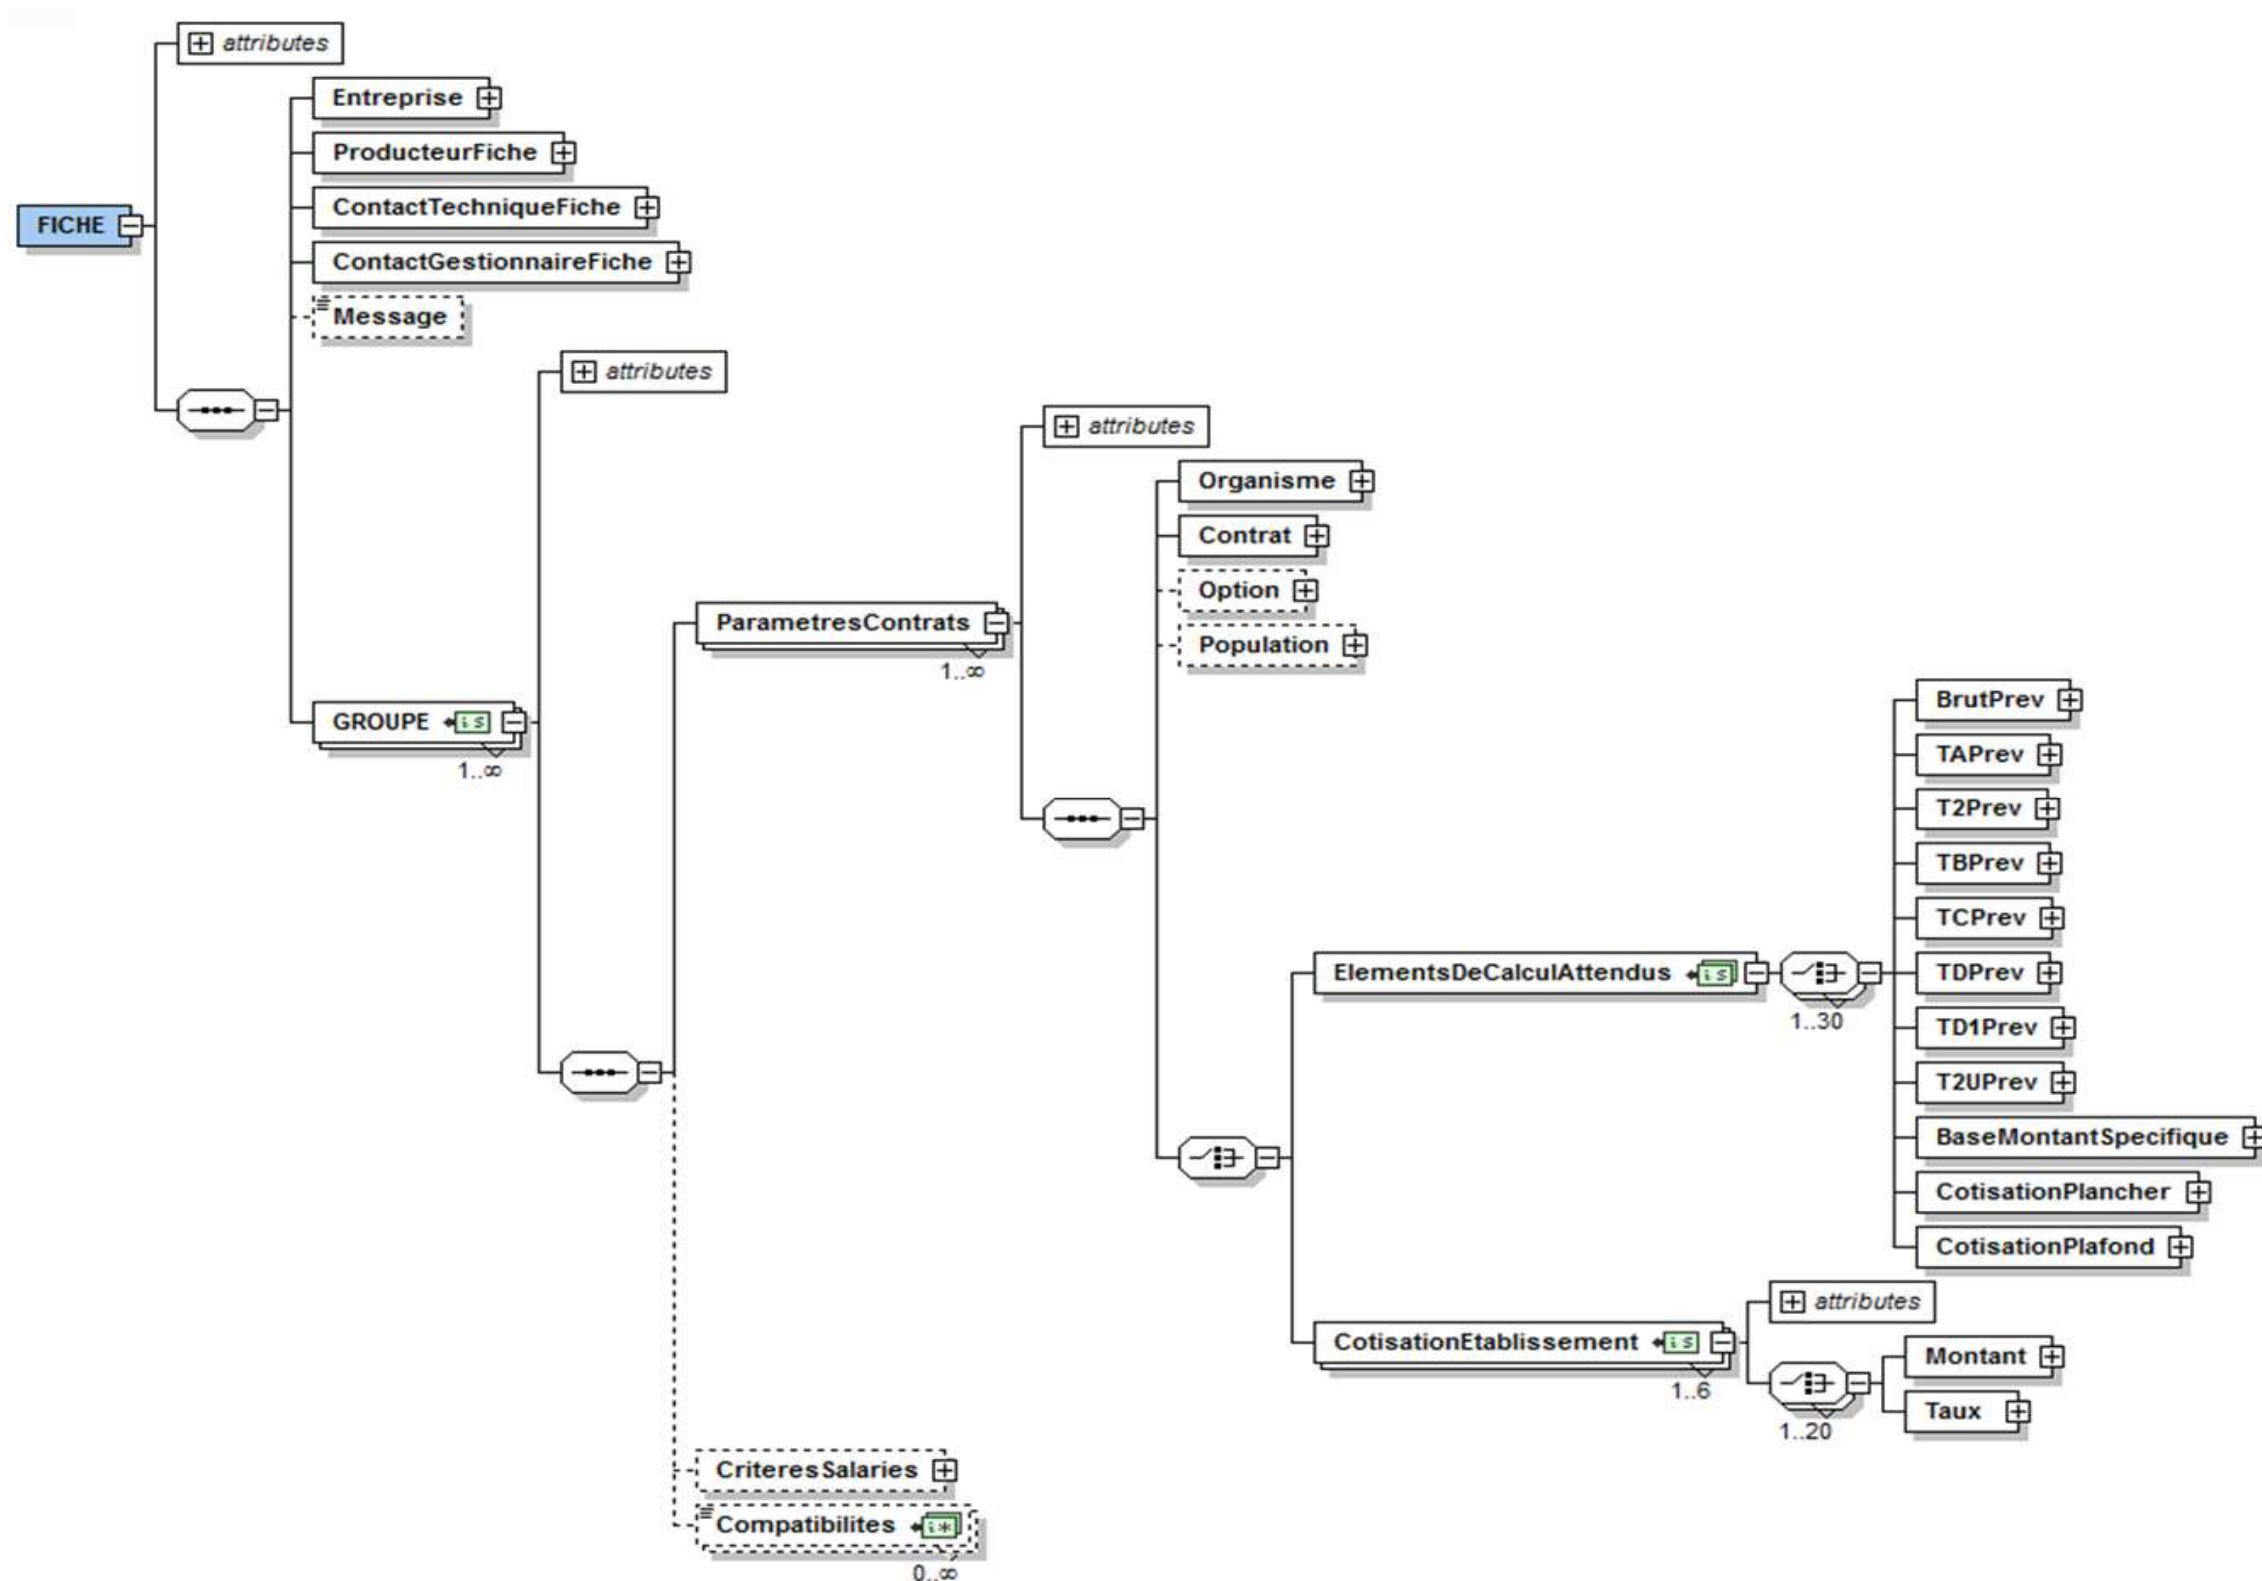 attributes
Entreprise
ProducteurFiche
ContactTechniqueFiche
FICHE
ContactGestionnaireFiche
Message
attributes
attributes
Organisme
Contrat
Option
ParametresContrats
1..∞
Population
GROUPE
1..∞
BrutPrev
TAPrev
T2Prev
TBPrev
TCPrev
ElementsDeCalculAttendus
1..30
TDPrev
TD1Prev
T2UPrev
BaseMontantSpecifique
CotisationPlancher
CotisationPlafond
attributes
CotisationEtablissement
1..6
Montant
1..20
Taux
CriteresSalaries
Compatibilites
0..∞